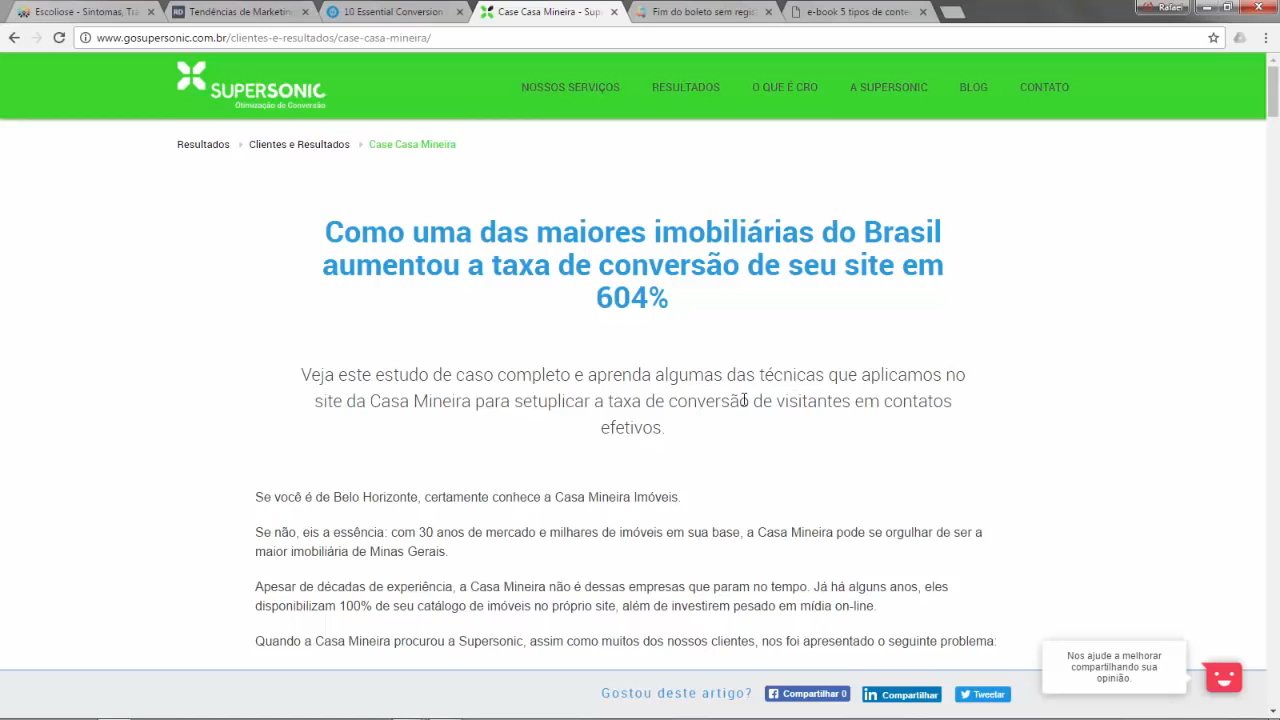 Escoliose - Sintomas, Tra
Tendências de Marketing
10 Essential Conversion
Case Casa Mineira - Sup
Fim do boleto sem regist
e-book 5 tipos de conte
Rafael
www.gosupersonic.com.br/clientes-e-resultados/case-casa-mineira/
SUPERSONIC
Otimização de Conversão
NOSSOS SERVIÇOS
RESULTADOS
O QUE É CRO
A SUPERSONIC
BLOG
CONTATO
Resultados
Clientes e Resultados
Case Casa Mineira
Como uma das maiores imobiliárias do Brasil
aumentou a taxa de conversão de seu site em
604%
Veja este estudo de caso completo e aprenda algumas das técnicas que aplicamos no
site da Casa Mineira para setuplicar a taxa de conversão de visitantes em contatos
efetivos.
Se você é de Belo Horizonte, certamente conhece a Casa Mineira Imóveis.
Se não, eis a essência: com 30 anos de mercado e milhares de imóveis em sua base, a Casa Mineira pode se orgulhar de ser a
maior imobiliária de Minas Gerais.
Apesar de décadas de experiência, a Casa Mineira não é dessas empresas que param no tempo. Já há alguns anos, eles
disponibilizam 100% de seu catálogo de imóveis no próprio site, além de investirem pesado em mídia on-line.
Quando a Casa Mineira procurou a Supersonic, assim como muitos dos nossos clientes, nos foi apresentado o seguinte problema:
Nos ajude a melhorar
compartilhando sua
opinião.
Gostou deste artigo?
Compartilhar 0
Compartilhar
Tweetar